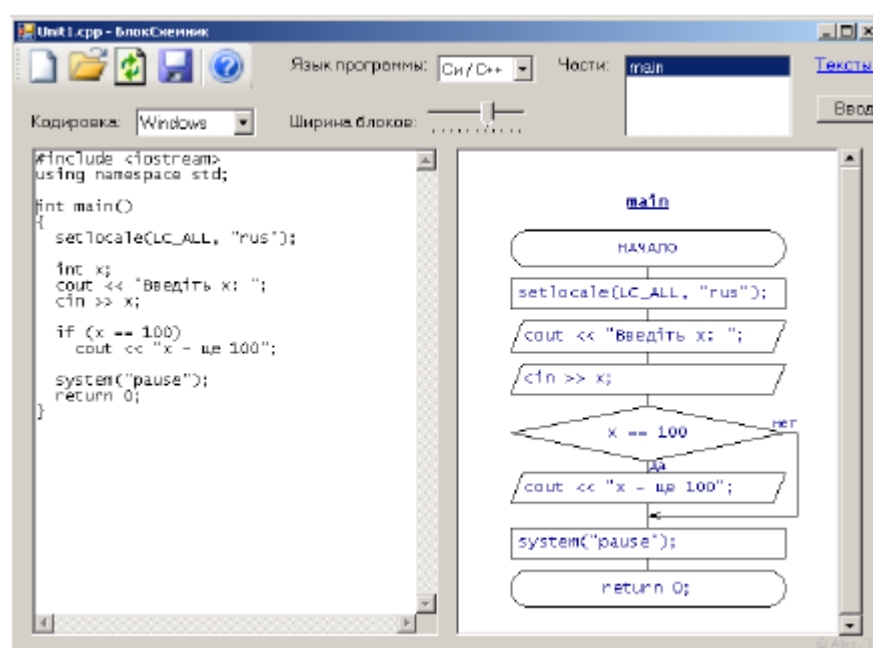 Unit1.cpp - БлокСхемник
Язык программы:
Си / C++
Части:
main
Тексты
Кодировка:
Windows
Ширина блоков:
Ввод
#include <iostream>
using namespace std;
int main()
{
setlocale(LC_ALL, "rus");
int x;
cout << "Введіть x: ";
cin >> x;
if (x == 100)
cout << "x - це 100";
system("pause");
return 0;
}
main
НАЧАЛО
setlocale(LC_ALL, "rus");
cout << "Введіть x: ";
cin >> x;
x == 100
нет
да
cout << "x - це 100";
system("pause");
return 0;